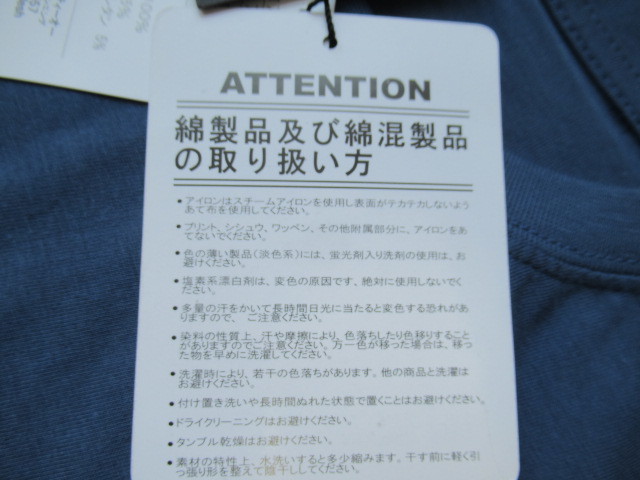 100%
5%
ATTENTION
綿製品及び綿混製品
の取り扱い方
•アイロンはスチームアイロンを使用し表面がテカテカしないよう
あて布を使用してください。
•プリント、シシュウ、ワッペン、その他附属部分に、アイロンをあ
てないでください。
•色の薄い製品(淡色系)には、蛍光剤入り洗剤の使用は、お
避けください。
•塩素系漂白剤は、変色の原因です、絶対に使用しないでく
ださい。
•多量の汗をかいて長時間日光に当たると変色する恐れがあ
りますので、ご注意ください。
•染料の性質上、汗や摩擦により、色落ちしたり色移りすること
がありますのでご注意ください。万一色が移った場合は、移っ
た物を早めに洗濯してください。
•洗濯時により、若干の色落ちがあります。他の商品と洗濯は
お避けください。
•付け置き洗いや長時間ぬれた状態で置くことはお避けください。
•ドライクリーニングはお避けください。
•タンブル乾燥はお避けください。
•素材の特性上、水洗いすると多少縮みます。干す前に軽く引
っ張り形を整えて陰干ししてください。